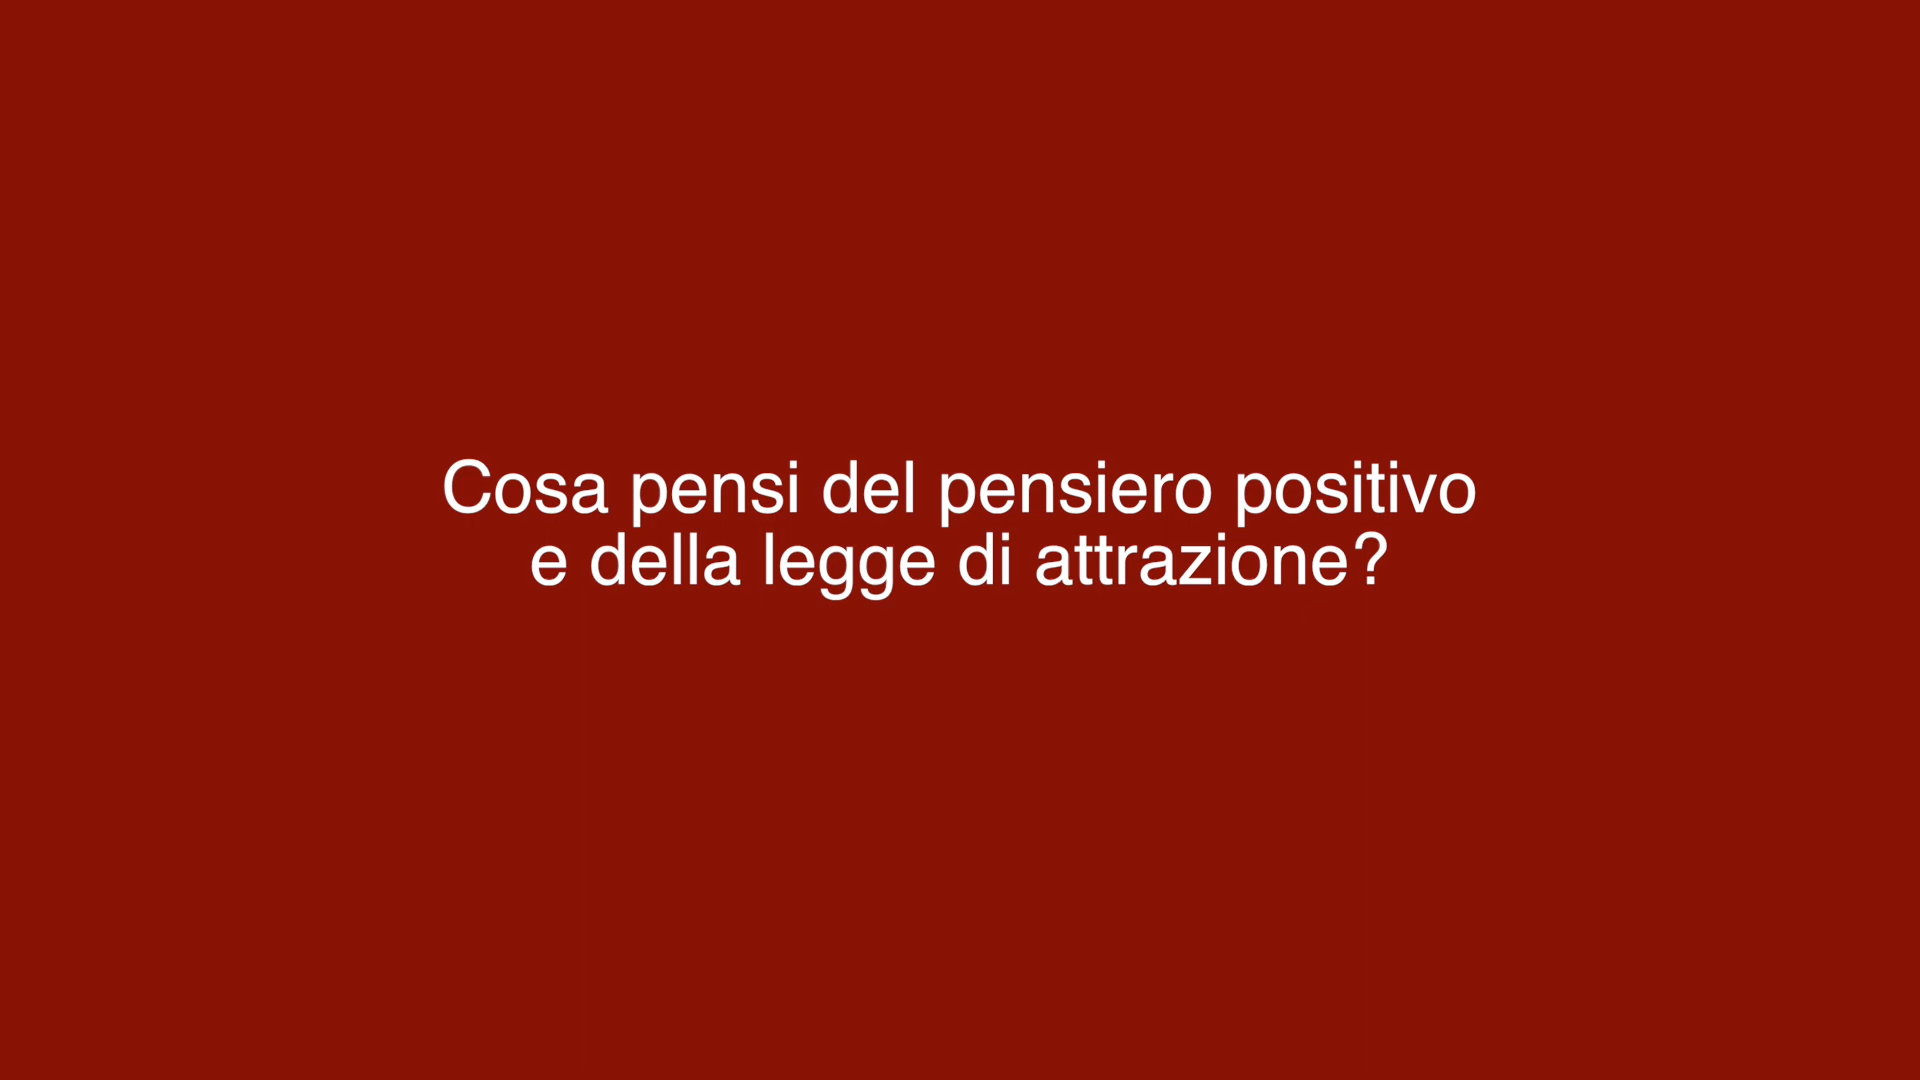 Cosa pensi del pensiero positivo
e della legge di attrazione?